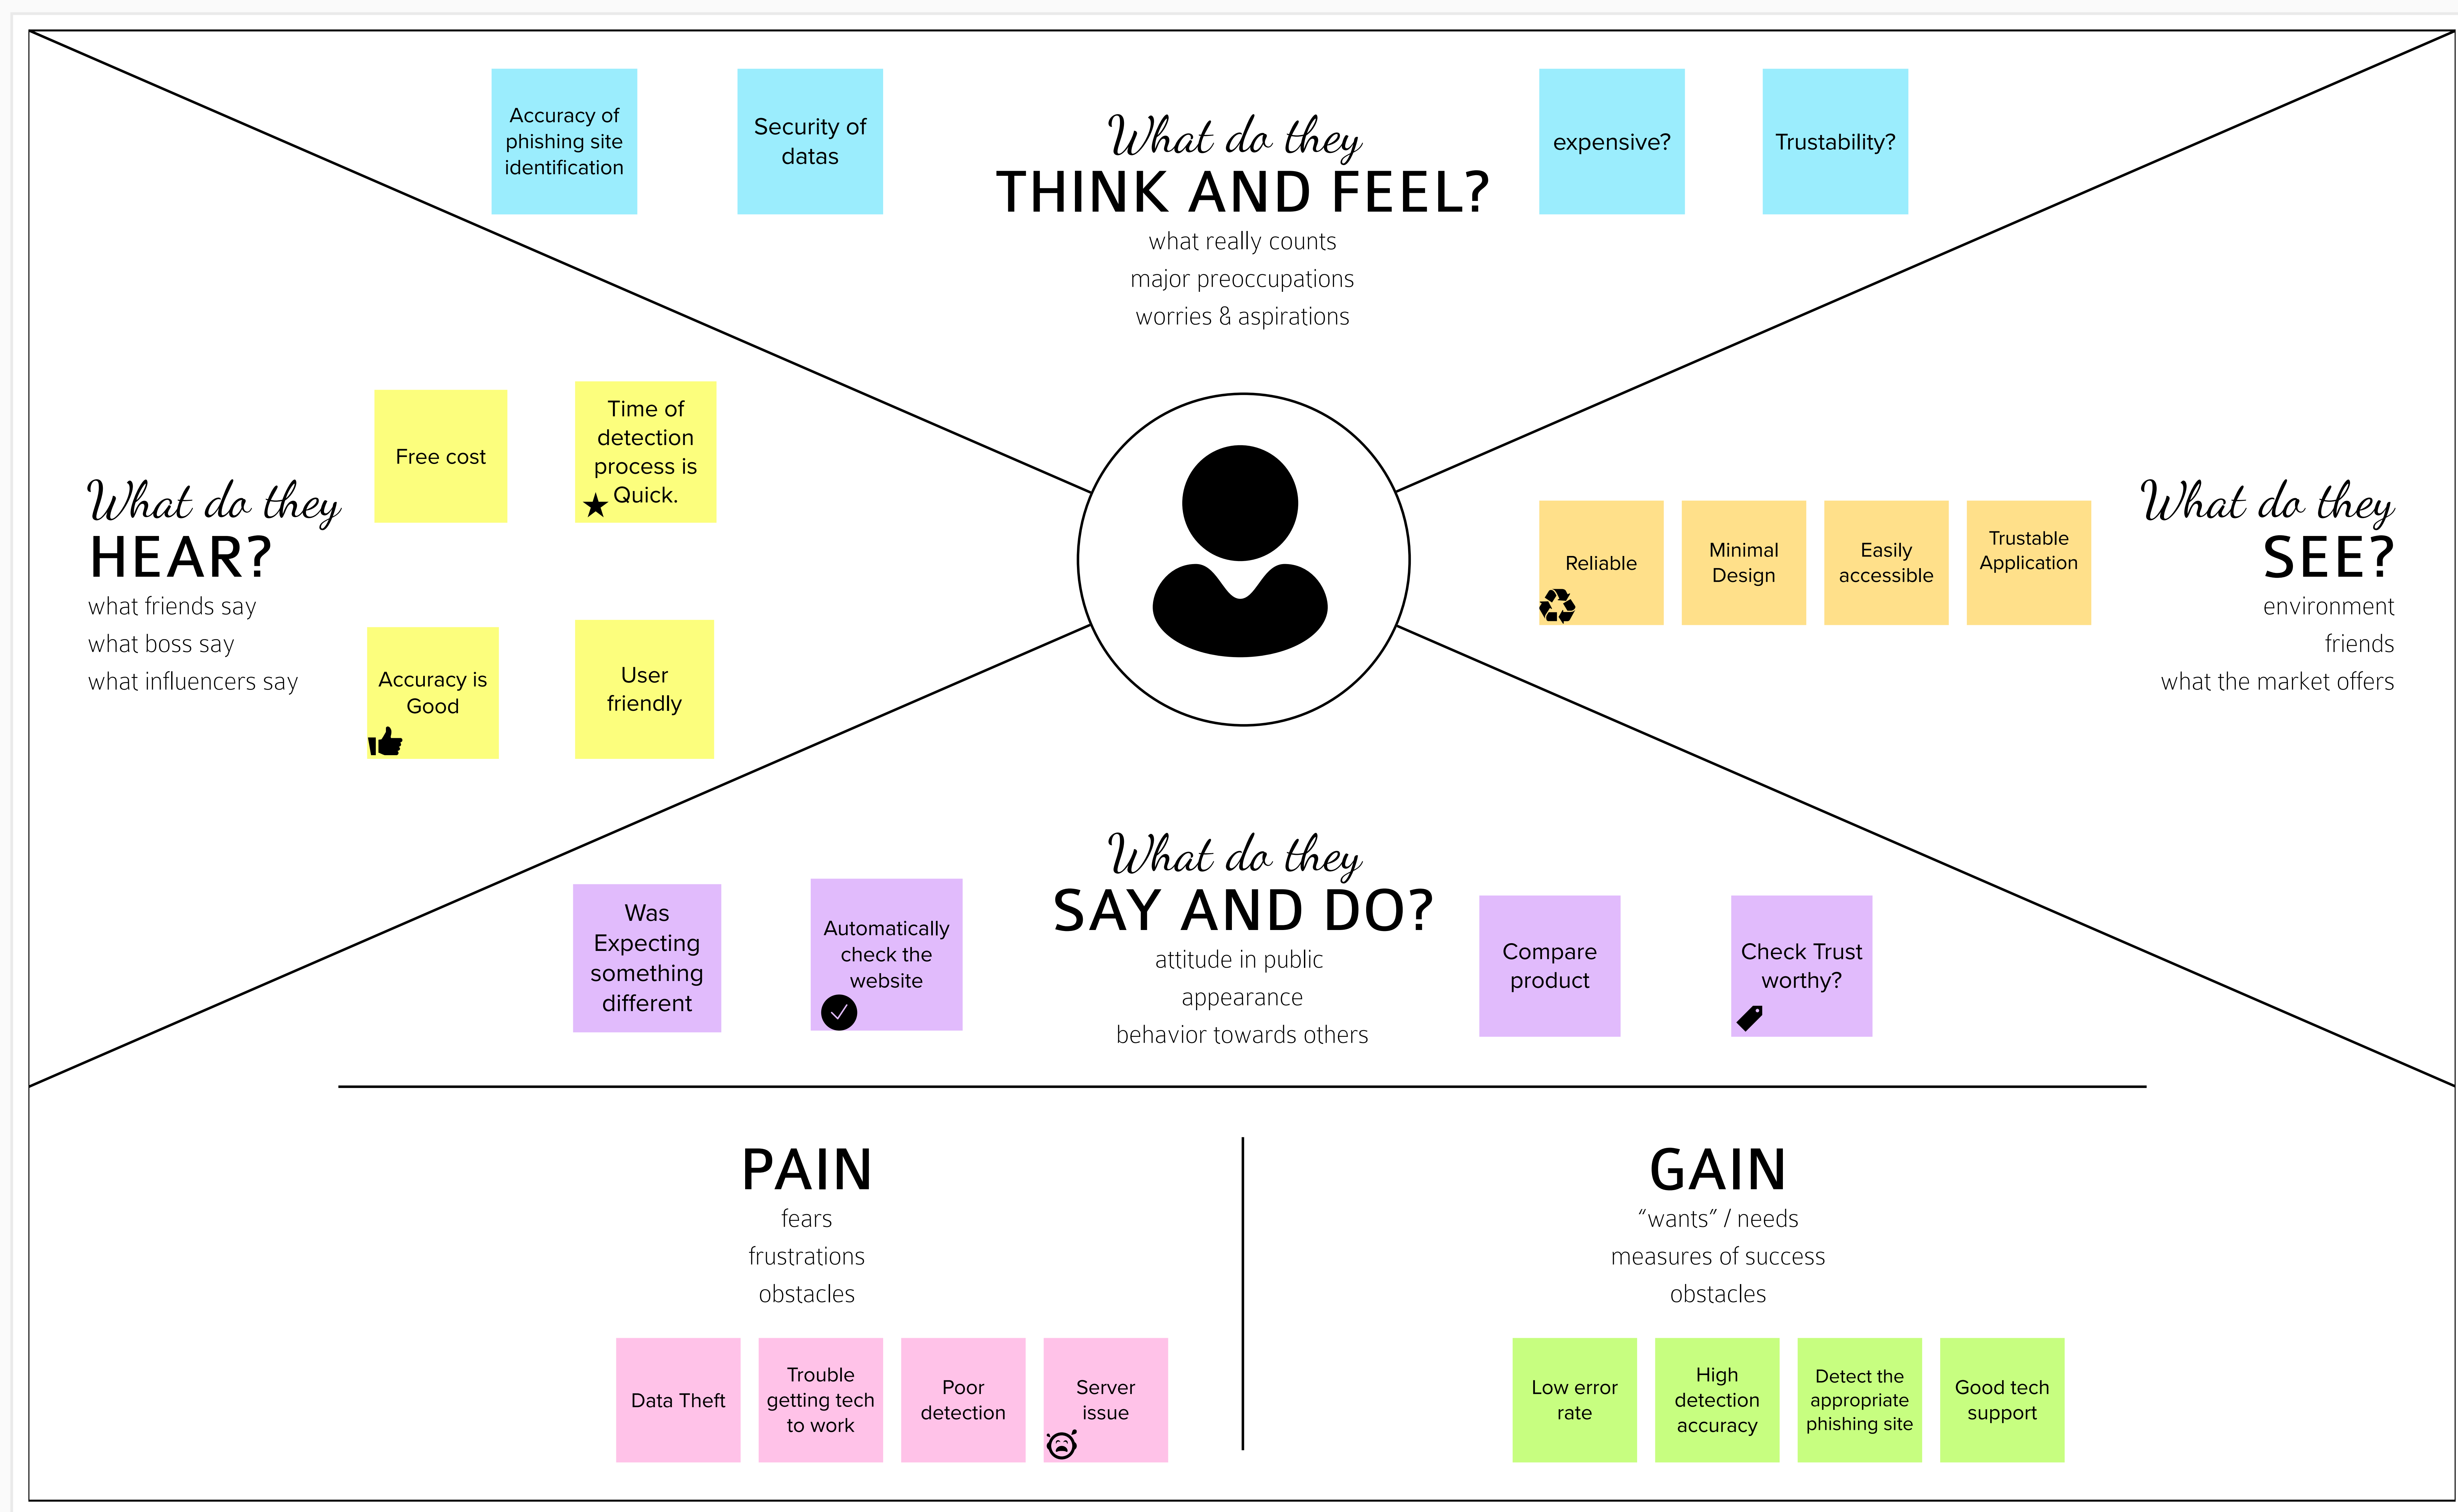 Accuracy of
phishing site
identification
Security of
datas
What do they
THINK AND FEEL?
what really counts
major preoccupations
worries & aspirations
expensive?
Trustability?
What do they
HEAR?
what friends say
what boss say
what influencers say
Free cost
Time of
detection
process is
Quick.
Accuracy is
Good
User
friendly
Reliable
Minimal
Design
Easily
accessible
Trustable
Application
What do they
SEE?
environment
friends
what the market offers
Was
Expecting
something
different
Automatically
check the
website
What do they
SAY AND DO?
attitude in public
appearance
behavior towards others
Compare
product
Check Trust
worthy?
PAIN
fears
frustrations
obstacles
Data Theft
Trouble
getting tech
to work
Poor
detection
Server
issue
GAIN
“wants” / needs
measures of success
obstacles
Low error
rate
High
detection
accuracy
Detect the
appropriate
phishing site
Good tech
support